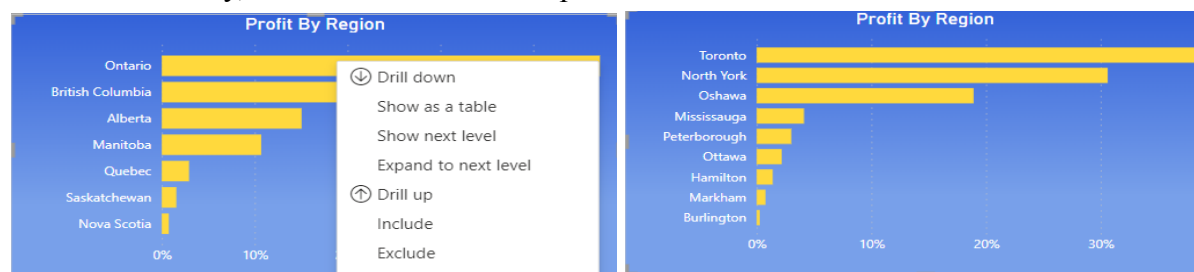 Profit By Region
Ontario
British Columbia
Alberta
Manitoba
Quebec
Saskatchewan
Nova Scotia
0% 10%
Drill down
Show as a table
Show next level
Expand to next level
Drill up
Include
Exclude
Profit By Region
Toronto
North York
Oshawa
Mississauga
Peterborough
Ottawa
Hamilton
Markham
Burlington
0% 10% 20% 30%